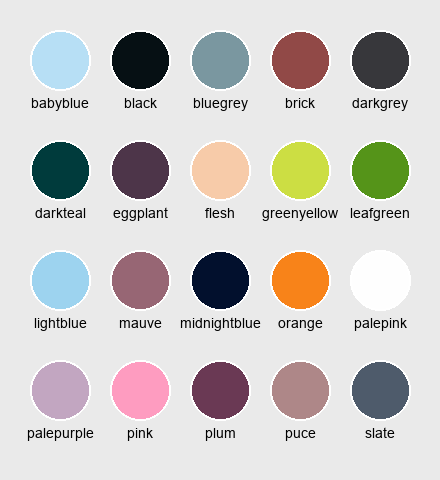 babyblue black bluegrey brick darkgrey
darkteal eggplant flesh greenyellow leafgreen
lightblue mauve midnightblue orange palepink
palepurple pink plum puce slate